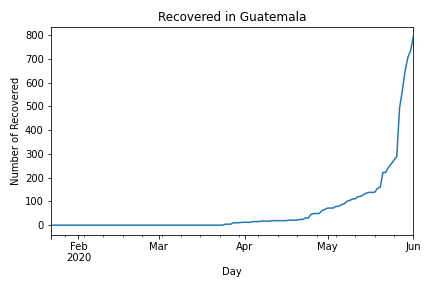 Recovered in Guatemala
Number of Recovered
800
700
600
500
400
300
200
100
0
Feb
2020
Mar
Apr
May
Jun
Day